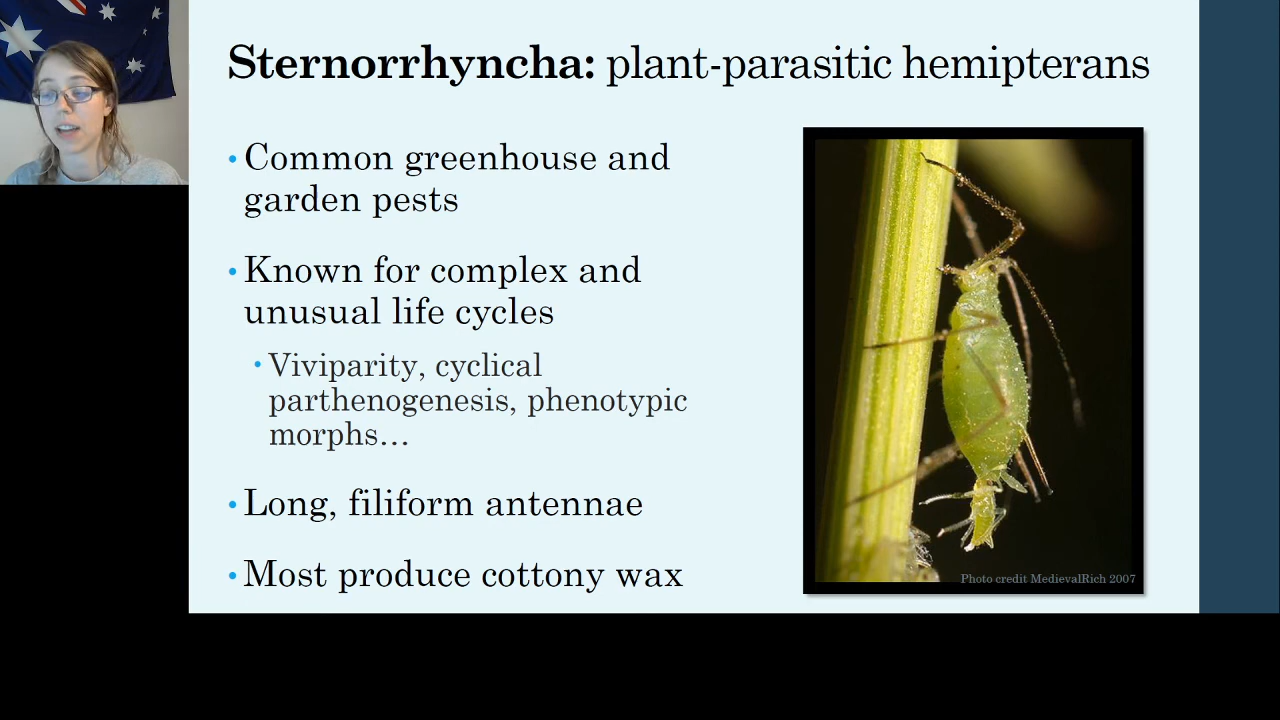 Sternorrhyncha: plant-parasitic hemipterans
• Common greenhouse and
garden pests
• Known for complex and
unusual life cycles
• Viviparity, cyclical
parthenogenesis, phenotypic
morphs…
• Long, filiform antennae
• Most produce cottony wax
Photo credit MedievalRich 2007